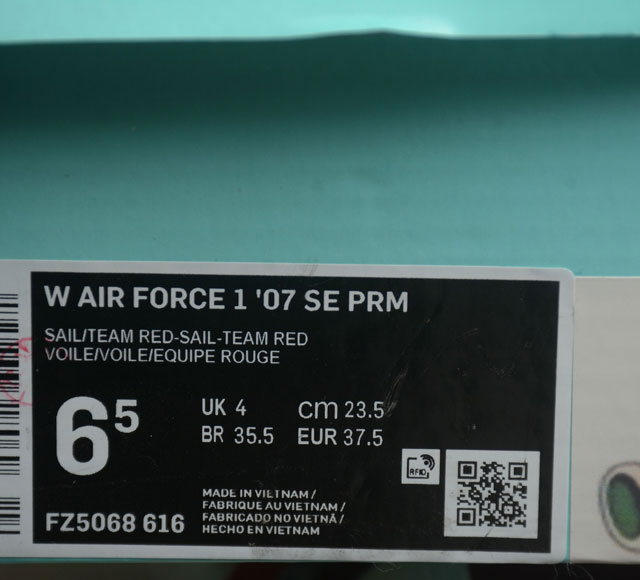 W AIR FORCE 1 '07 SE PRM
SAIL/TEAM RED-SAIL-TEAM RED
VOILE/VOILE/EQUIPE ROUGE
6 5
UK 4 cm 23.5
BR 35.5 EUR 37.5
RFID
MADE IN VIETNAM /
FABRIQUE AU VIETNAM /
FABRICADO NO VIETNÃ /
HECHO EN VIETNAM
FZ5068 616